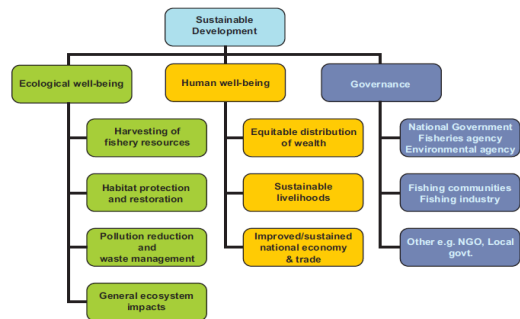 Sustainable
Development
Ecological well-being
Human well-being
Governance
Harvesting of
fishery resources
Habitat protection
and restoration
Pollution reduction
and
waste management
General ecosystem
impacts
Equitable distribution
of wealth
Sustainable
livelihoods
Improved/sustained
national economy
& trade
National Government
Fisheries agency
Environmental agency
Fishing communities
Fishing industry
Other e.g. NGO, Local
govt.